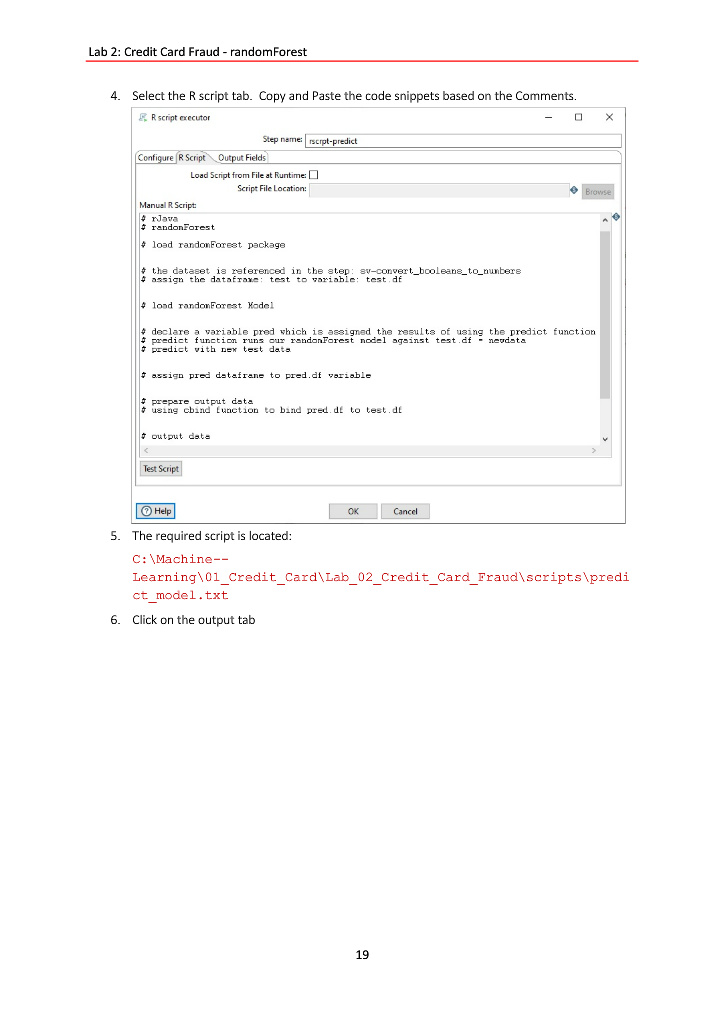 Lab 2: Credit Card Fraud - randomForest
4. Select the R script tab. Copy and Paste the code snippets based on the Comments.
R script executor
Step name: rscrpt-predict
Configure R Script Output Fields
Load Script from File at Runtime:
Script File Location: Browse
Manual R Script:
# rJava
# randomForest
# load randomForest package
# the dataset is referenced in the step: sv-convert_booleans_to_numbers
# assign the dataframe: test to variable: test.df
# load randomForest Model
# declare a variable pred which is assigned the results of using the predict function
# predict function runs our randomForest model against test.df = newdata
# predict with new test data
# assign pred dataframe to pred.df variable
# prepare output data
# using cbind function to bind pred.df to test.df
# output data
Test Script
Help OK Cancel
5. The required script is located:
C:\Machine--
Learning\01_Credit_Card\Lab_02_Credit_Card_Fraud\scripts\predi
ct_model.txt
6. Click on the output tab
19